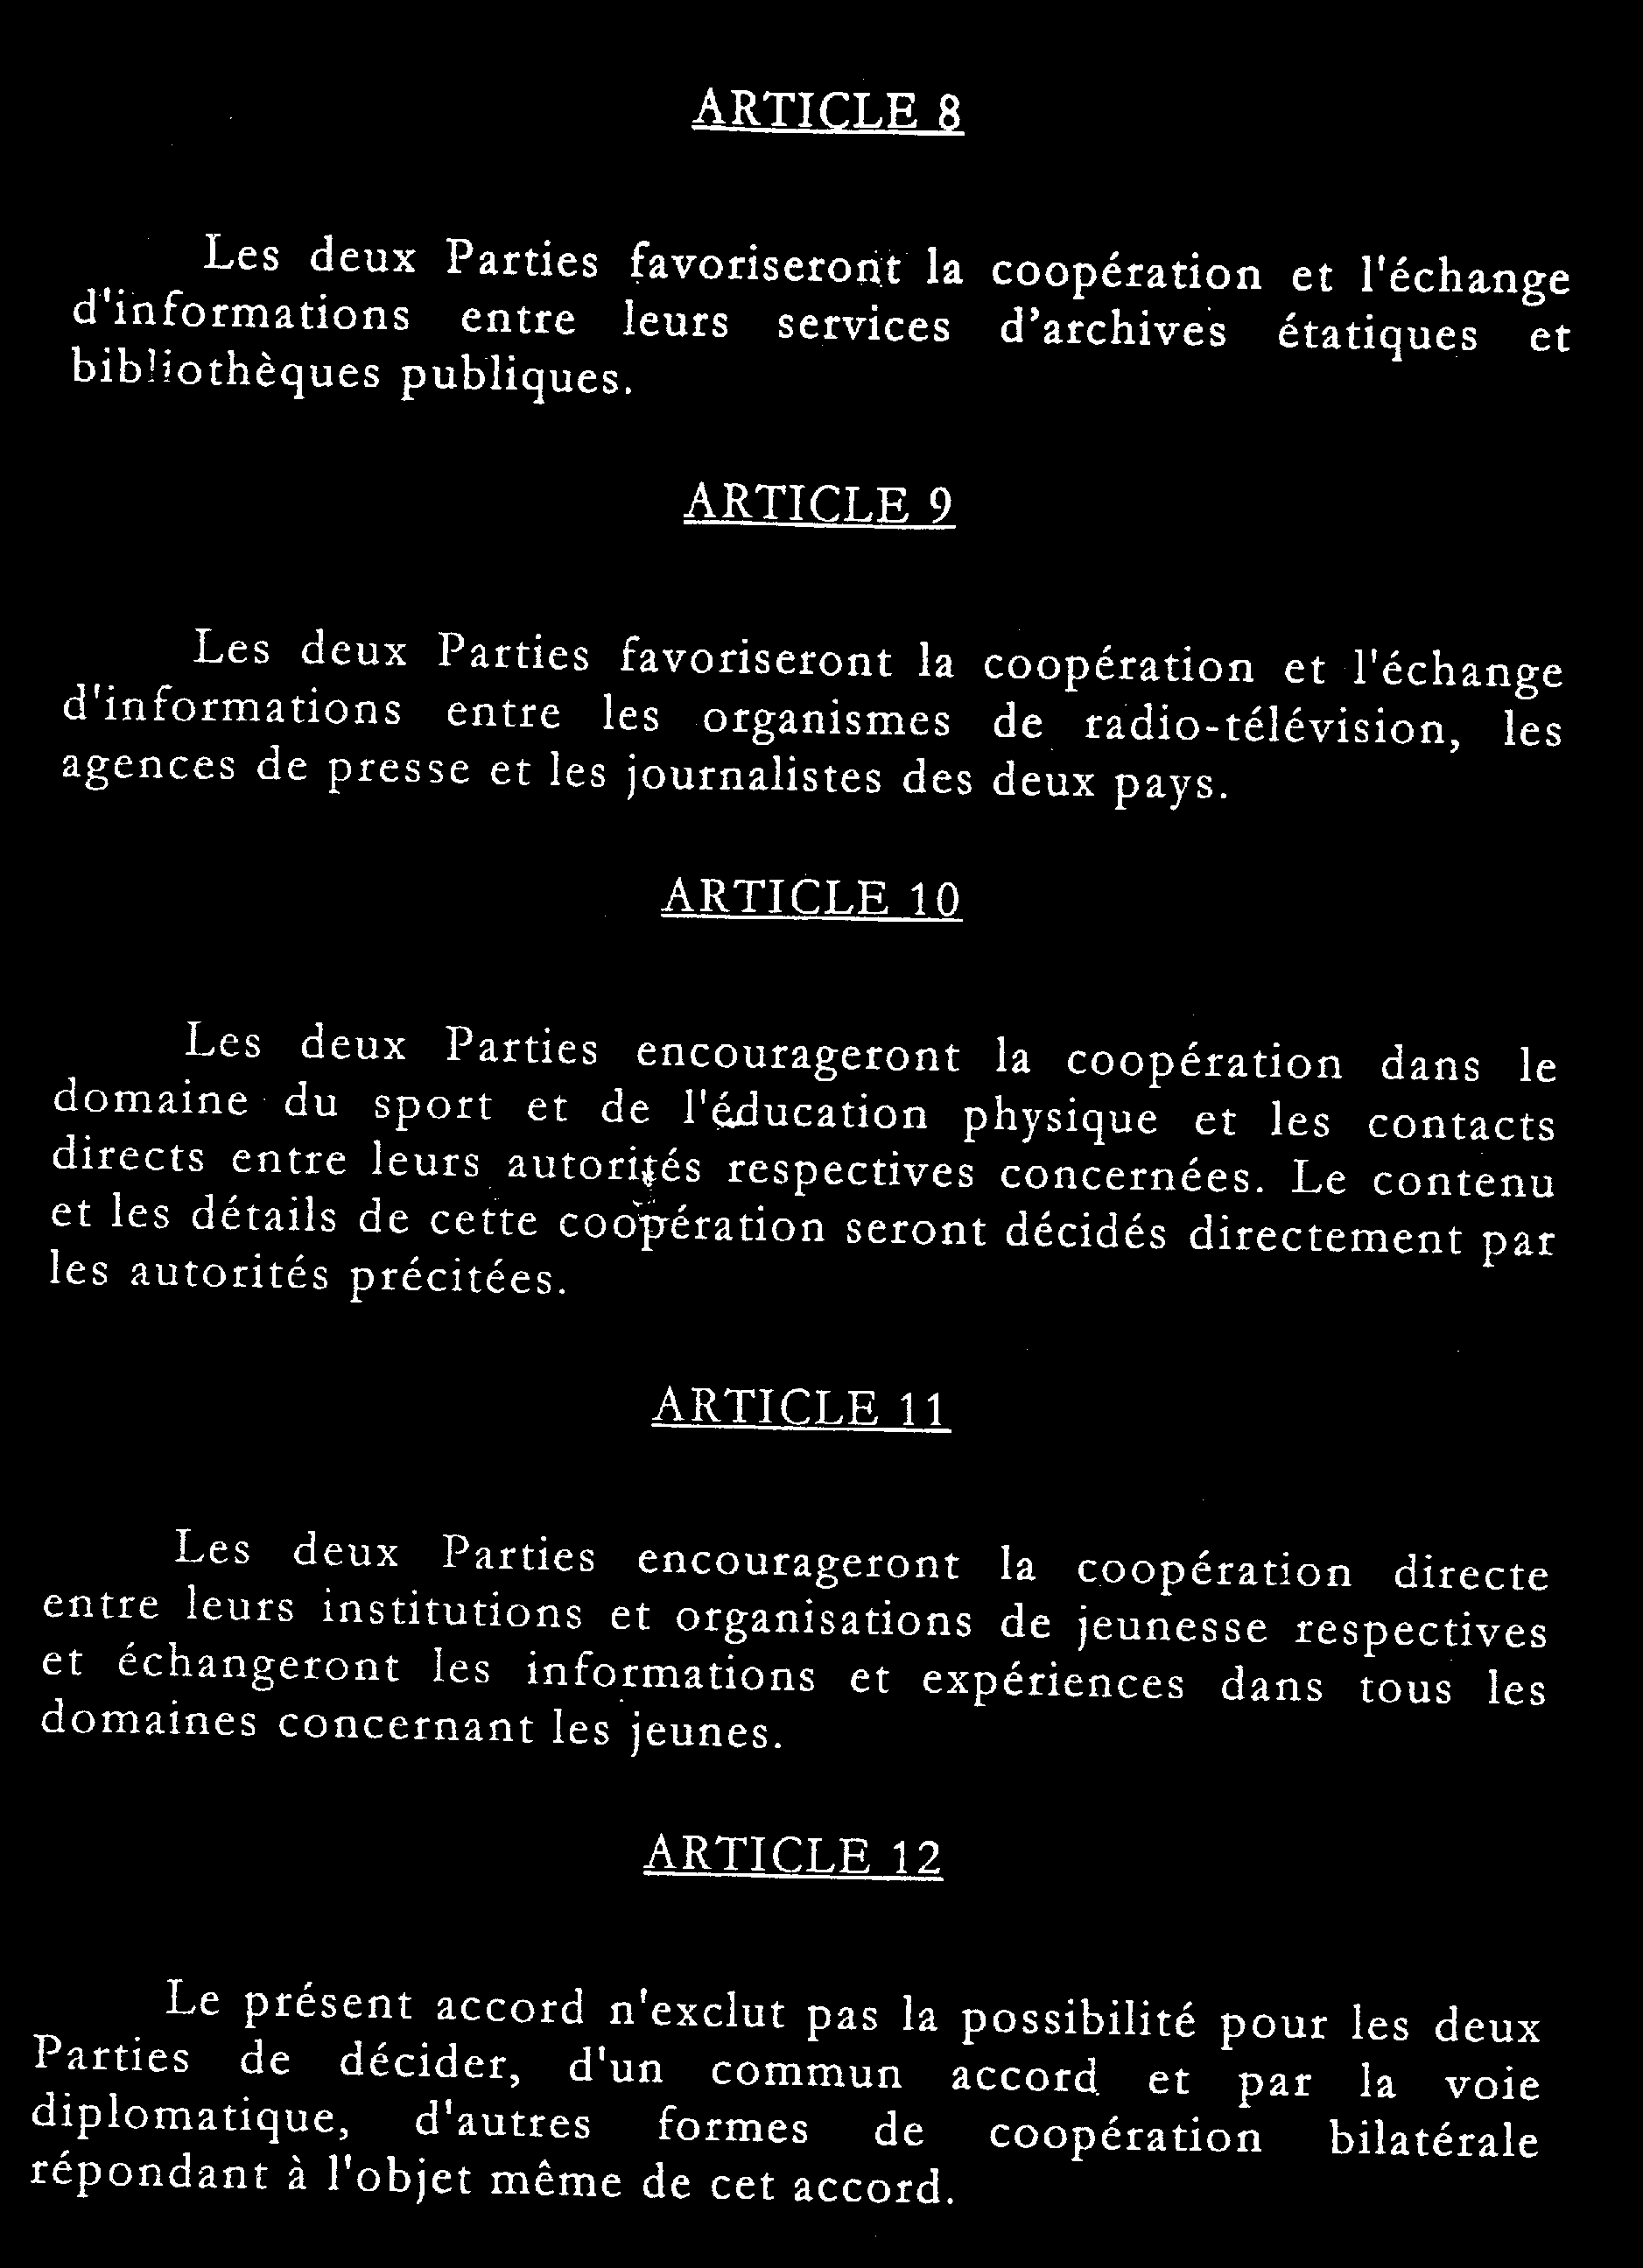 ARTICLE 8
Les deux Parties favoriseront la coopération et l'échange
d'informations entre leurs services d'archives étatiques et
bibliothèques publiques.
ARTICLE 9
Les deux Parties favoriseront la coopération et l'échange
d'informations entre les organismes de radio-télévision, les
agences de presse et les journalistes des deux pays.
ARTICLE 10
Les deux Parties encourageront la coopération dans le
domaine du sport et de l'éducation physique et les contacts
directs entre leurs autorités respectives concernées. Le contenu
et les détails de cette coopération seront décidés directement par
les autorités précitées.
ARTICLE 11
Les deux Parties encourageront la coopération directe
entre leurs institutions et organisations de jeunesse respectives
et échangeront les informations et expériences dans tous les
domaines concernant les jeunes.
ARTICLE 12
Le présent accord n'exclut pas la possibilité pour les deux
Parties de décider, d'un commun accord et par la voie
diplomatique, d'autres formes de coopération bilatérale
répondant à l'objet même de cet accord.